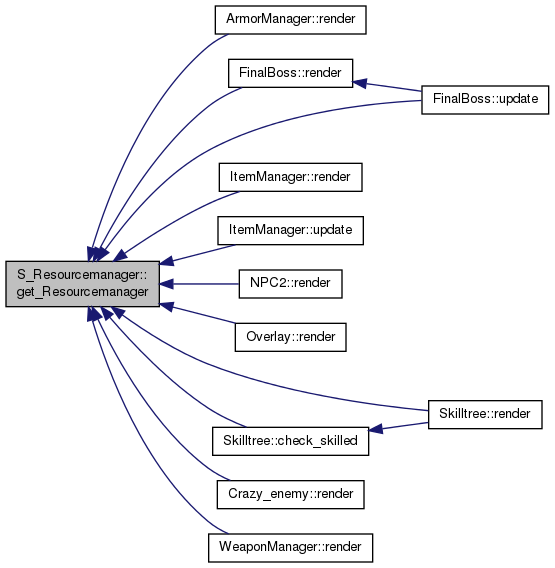 ArmorManager::render
FinalBoss::render
FinalBoss::update
ItemManager::render
ItemManager::update
S_Resourcemanager::
get_Resourcemanager
NPC2::render
Overlay::render
Skilltree::render
Skilltree::check_skilled
Crazy_enemy::render
WeaponManager::render